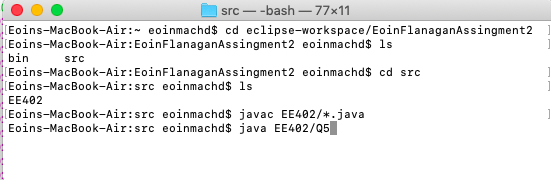 src — -bash — 77×11
[Eoins-MacBook-Air:~ eoinmachd$ cd eclipse-workspace/EoinFlanaganAssingment2 ]
[Eoins-MacBook-Air:EoinFlanaganAssingment2 eoinmachd$ ls ]
bin src
[Eoins-MacBook-Air:EoinFlanaganAssingment2 eoinmachd$ cd src ]
[Eoins-MacBook-Air:src eoinmachd$ ls ]
EE402
[Eoins-MacBook-Air:src eoinmachd$ javac EE402/*.java ]
Eoins-MacBook-Air:src eoinmachd$ java EE402/Q5